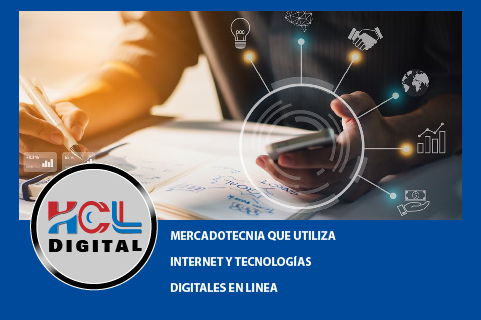 HCL
DIGITAL
MERCADOTECNIA QUE UTILIZA
INTERNET Y TECNOLOGÍAS
DIGITALES EN LINEA